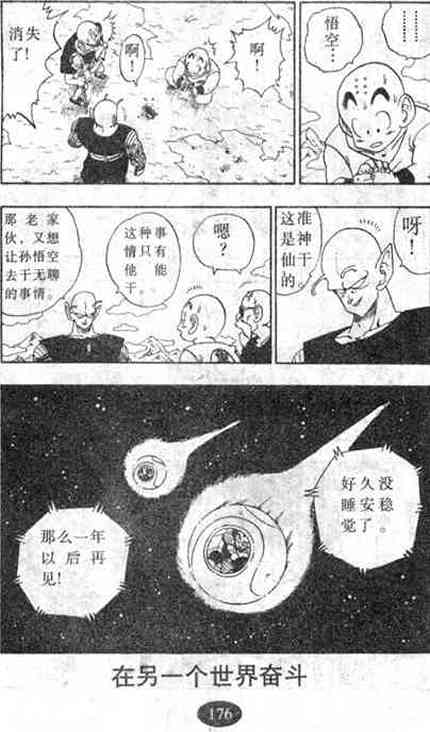 ………
………
悟
空
…
啊!
啊!
消失
了!
呀!
这准
是神
仙干
的。
嗯?
这种事
情只有
他能
干。
那老家
伙,又想
让孙悟空
去干无聊
的事情。
好久没
睡安稳
觉了。
那么一年
以后再
见!
在另一个世界奋斗
176